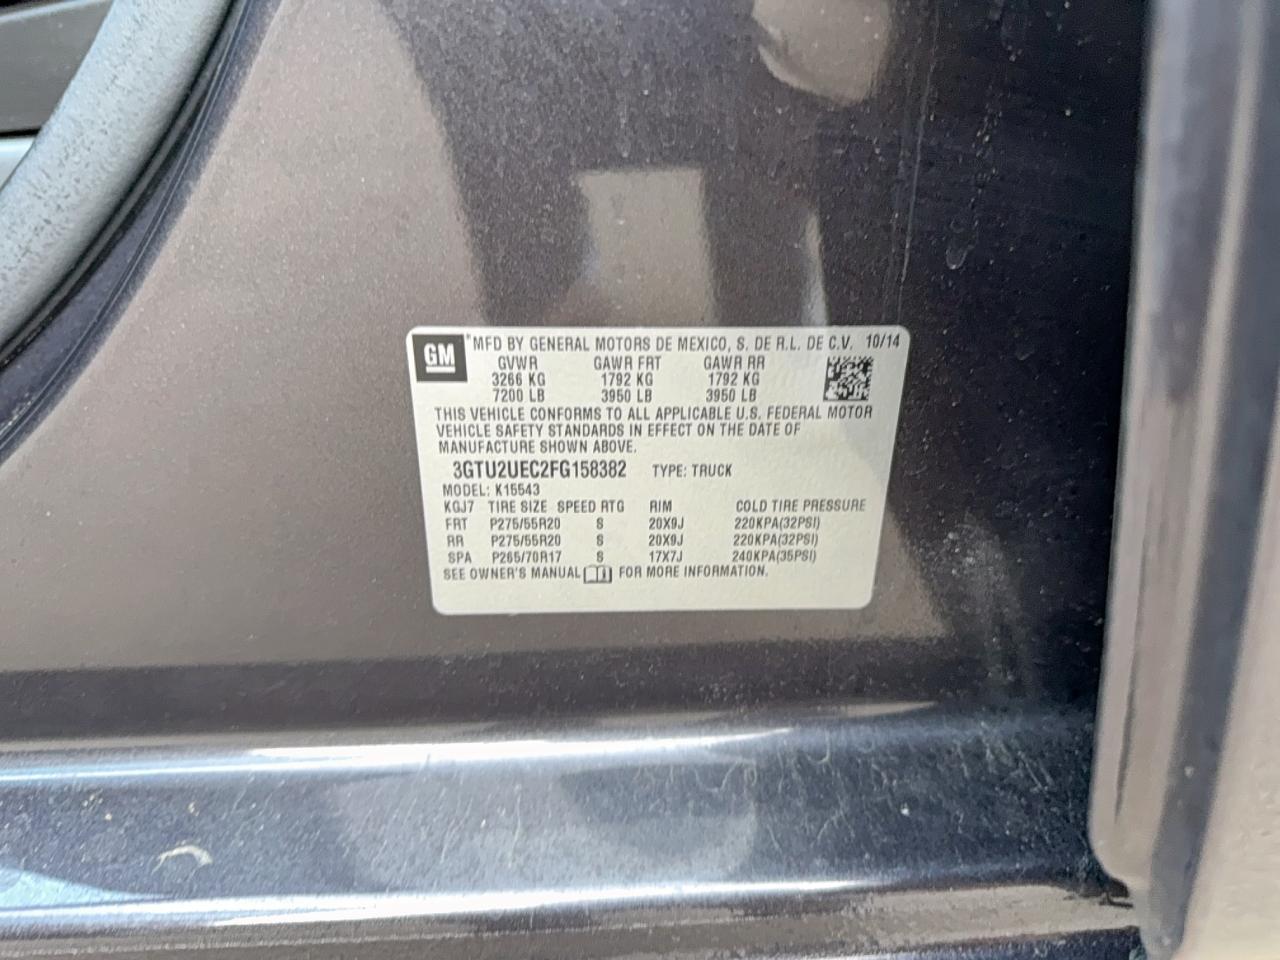 GM
*MFD BY GENERAL MOTORS DE MEXICO, S. DE R.L. DE C.V. 10/14
GVWR GAWR FRT GAWR RR
3266 KG 1792 KG 1792 KG
7200 LB 3950 LB 3950 LB
THIS VEHICLE CONFORMS TO ALL APPLICABLE U.S. FEDERAL MOTOR
VEHICLE SAFETY STANDARDS IN EFFECT ON THE DATE OF
MANUFACTURE SHOWN ABOVE.
3GTU2UEC2FG158382 TYPE: TRUCK
MODEL: K15543
KGJ7 TIRE SIZE SPEED RTG RIM COLD TIRE PRESSURE
FRT P275/55R20 S 20X9J 220KPA(32PSI)
RR P275/55R20 S 20X9J 220KPA(32PSI)
SPA P265/70R17 S 17X7J 240KPA(35PSI)
SEE OWNER'S MANUAL FOR MORE INFORMATION.